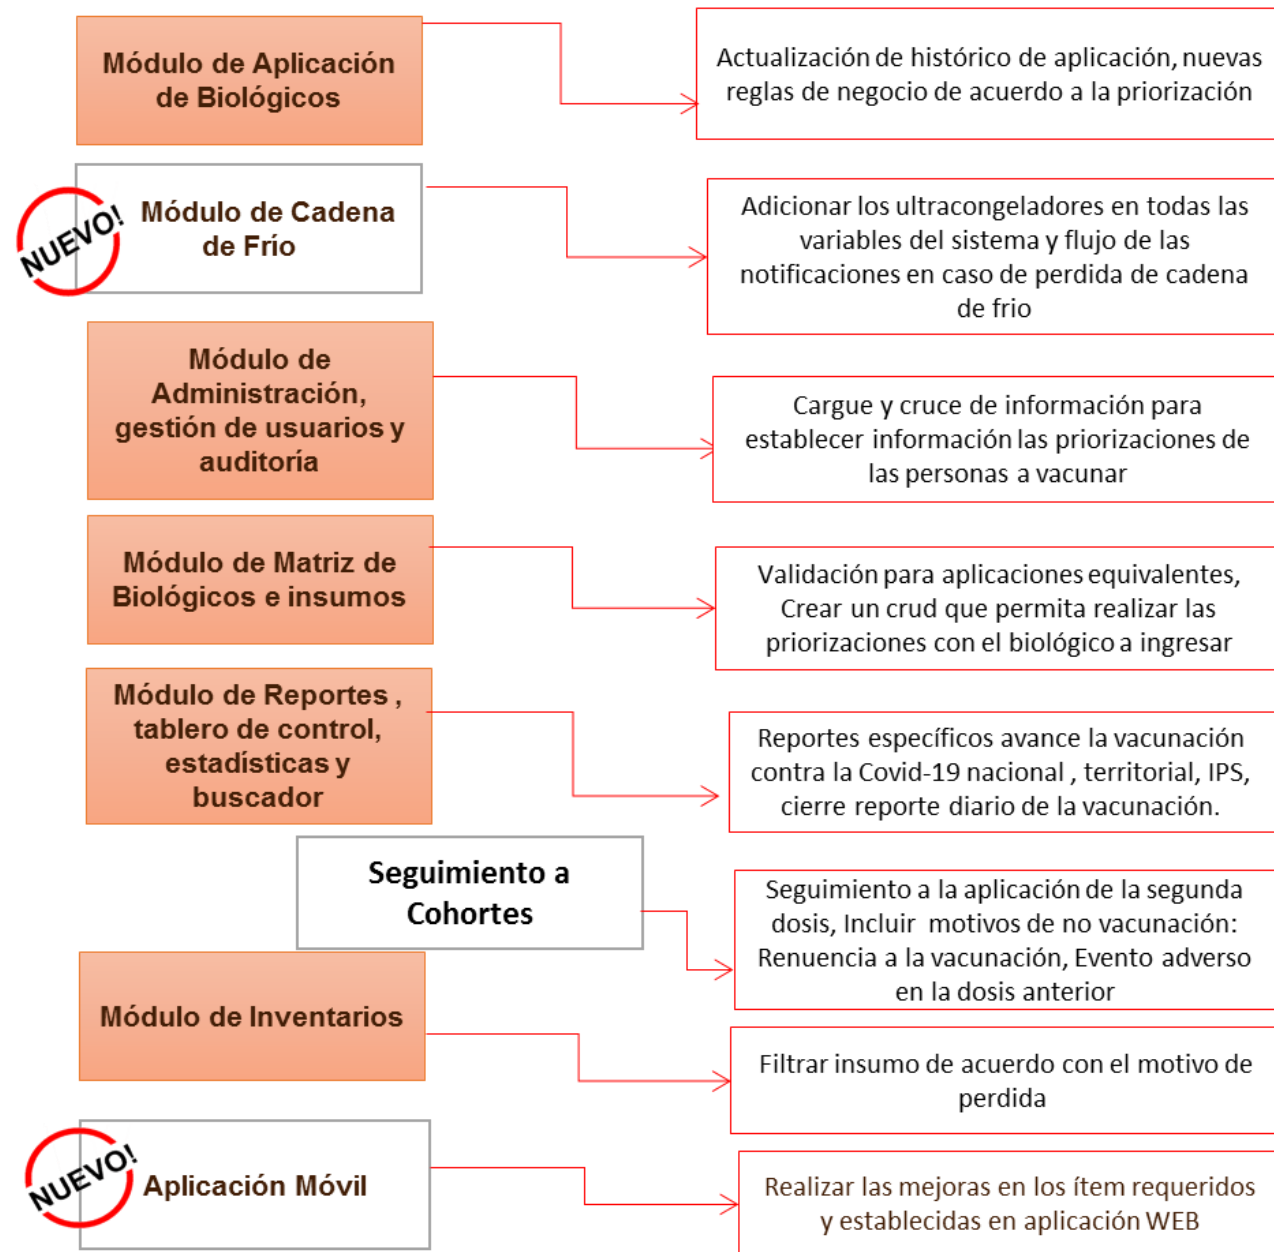 Módulo de Aplicación
de Biológicos
Actualización de histórico de aplicación, nuevas
reglas de negocio de acuerdo a la priorización
NUEVO!
Módulo de Cadena
de Frío
Adicionar los ultracongeladores en todas las
variables del sistema y flujo de las
notificaciones en caso de perdida de cadena
de frio
Módulo de
Administración,
gestión de usuarios y
auditoría
Cargue y cruce de información para
establecer información las priorizaciones de
las personas a vacunar
Módulo de Matriz de
Biológicos e insumos
Validación para aplicaciones equivalentes,
Crear un crud que permita realizar las
priorizaciones con el biológico a ingresar
Módulo de Reportes ,
tablero de control,
estadísticas y
buscador
Reportes específicos avance la vacunación
contra la Covid-19 nacional , territorial, IPS,
cierre reporte diario de la vacunación.
Seguimiento a
Cohortes
Seguimiento a la aplicación de la segunda
dosis, Incluir motivos de no vacunación:
Renuencia a la vacunación, Evento adverso
en la dosis anterior
Módulo de Inventarios
Filtrar insumo de acuerdo con el motivo de
perdida
NUEVO!
Aplicación Móvil
Realizar las mejoras en los ítem requeridos
y establecidas en aplicación WEB